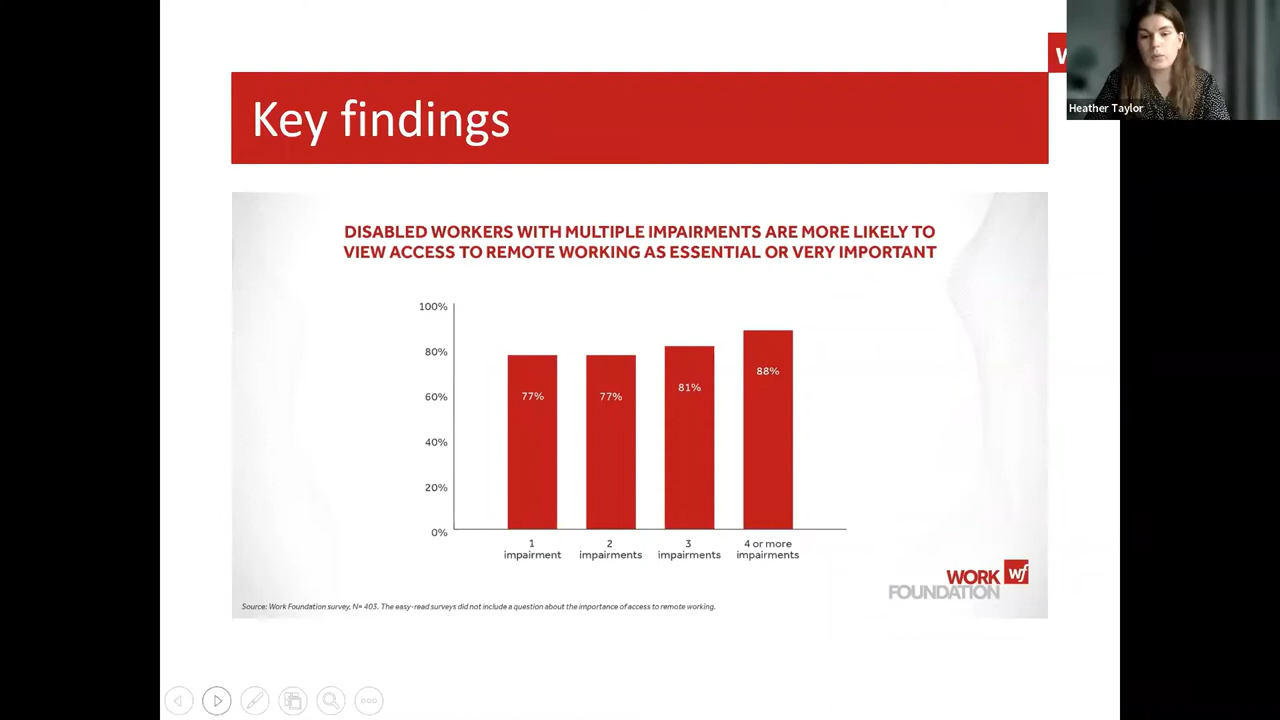 Key findings
W
Heather Taylor
DISABLED WORKERS WITH MULTIPLE IMPAIRMENTS ARE MORE LIKELY TO
VIEW ACCESS TO REMOTE WORKING AS ESSENTIAL OR VERY IMPORTANT
100%
80%
60%
40%
20%
0%
77%
77%
81%
88%
1
impairment
2
impairments
3
impairments
4 or more
impairments
WORK
FOUNDATION
wf
Source: Work Foundation survey, N= 403. The easy-read surveys did not include a question about the importance of access to remote working.